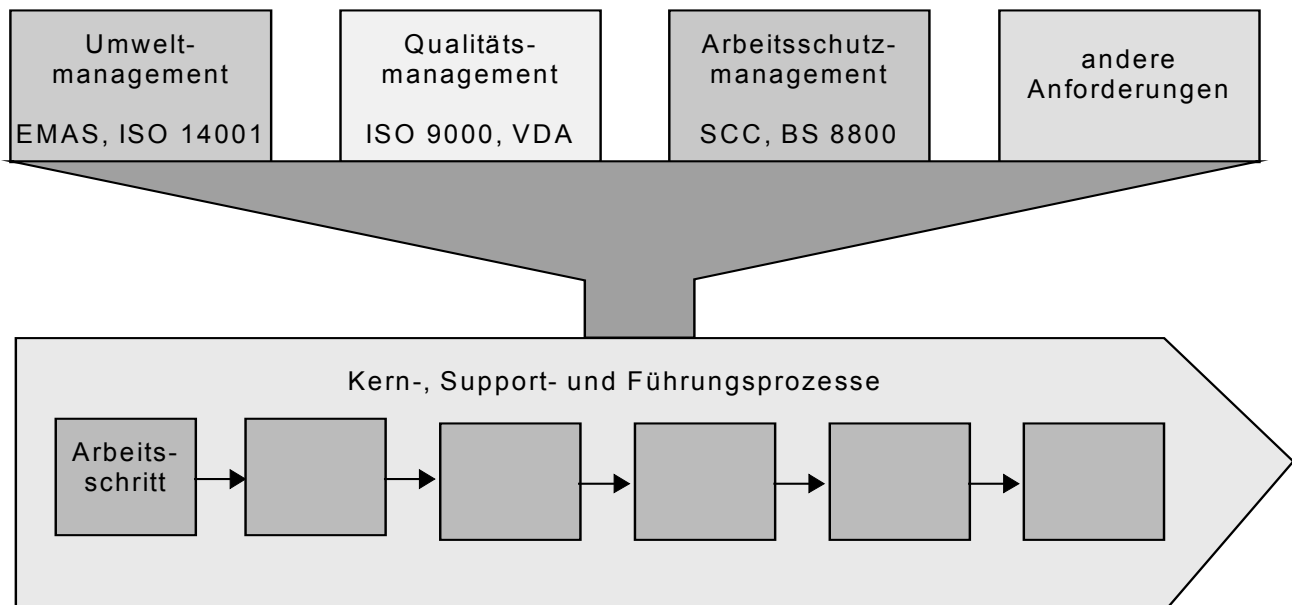 Umwelt-
management
EMAS, ISO 14001
Qualitäts-
management
ISO 9000, VDA
Arbeitsschutz-
management
SCC, BS 8800
andere
Anforderungen
Kern-, Support- und Führungsprozesse
Arbeits-
schritt